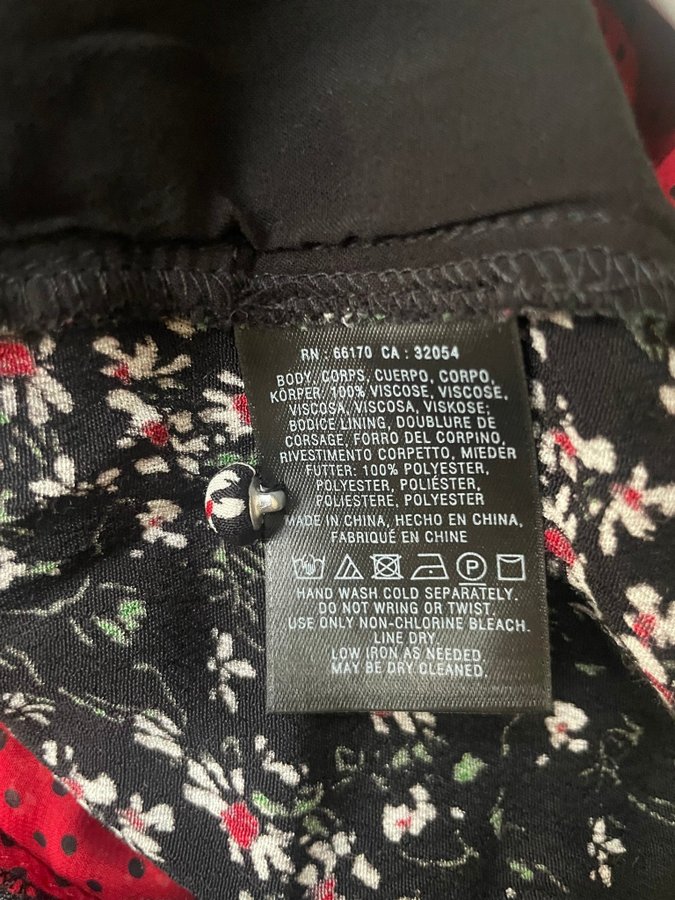 RN : 66170 CA : 32054
BODY, CORPS, CUERPO, CORPO,
KÖRPER: 100% VISCOSE, VISCOSE,
VISCOSA, VISCOSA, VISKOSE;
BODICE LINING, DOUBLURE DE
CORSAGE, FORRO DEL CORPINO,
RIVESTIMENTO CORPETTO, MIEDER
FUTTER: 100% POLYESTER,
POLYESTER, POLIÉSTER,
POLIESTERE, POLYESTER
MADE IN CHINA, HECHO EN CHINA,
FABRIQUÉ EN CHINE
P
HAND WASH COLD SEPARATELY.
DO NOT WRING OR TWIST.
USE ONLY NON-CHLORINE BLEACH.
LINE DRY.
LOW IRON AS NEEDED
MAY BE DRY CLEANED.